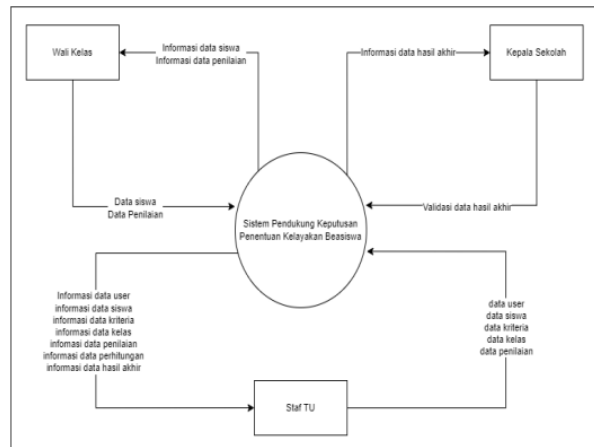 Wali Kelas
Informasi data siswa
Informasi data penilaian
Informasi data hasil akhir
Kepala Sekolah
Data siswa
Data Penilaian
Sistem Pendukung Keputusan
Penentuan Kelayakan Beasiswa
Validasi data hasil akhir
Informasi data user
informasi data siswa
informasi data kriteria
informasi data kelas
infomasi data penilaian
informasi data perhitungan
informasi data hasil akhir
data user
data siswa
data kriteria
data kelas
data penilaian
Staf TU